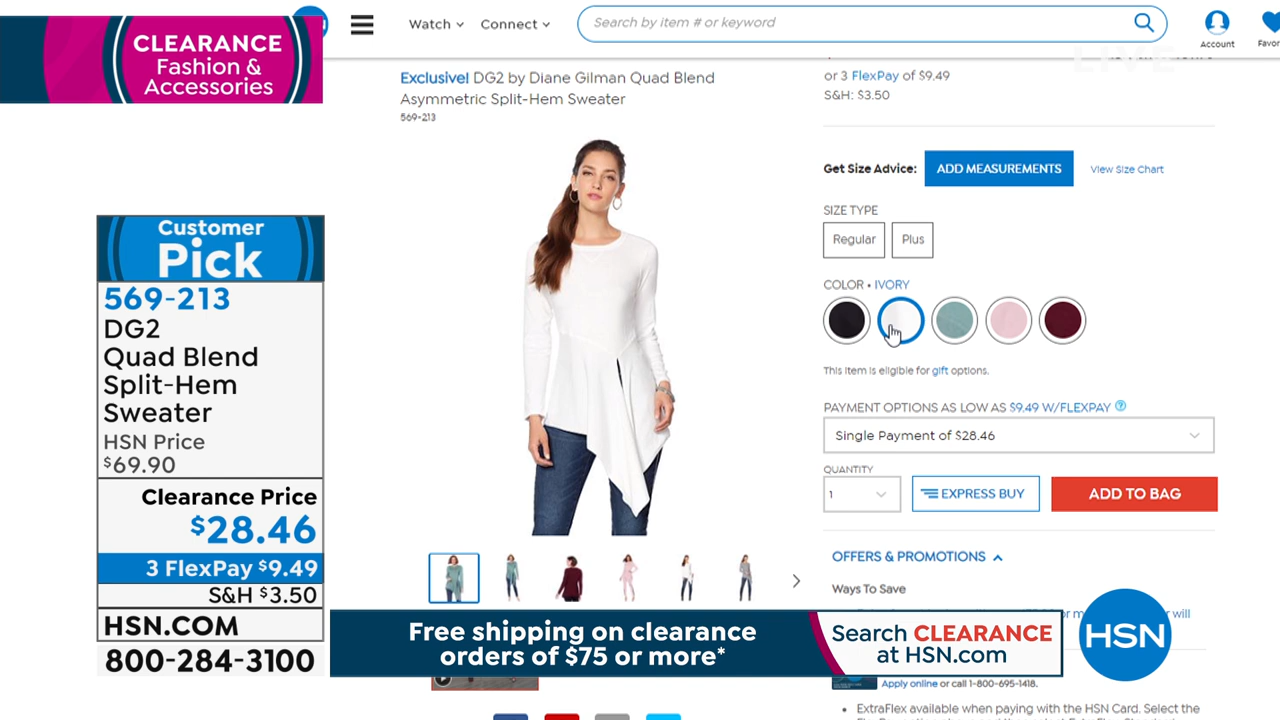 CLEARANCE
Fashion &
Accessories
Watch
Connect
Search by item # or keyword
Account
LIVE
Exclusive! DG2 by Diane Gilman Quad Blend
Asymmetric Split-Hem Sweater
569-213
or 3 FlexPay of $9.49
S&H: $3.50
Get Size Advice:
ADD MEASUREMENTS
View Size Chart
SIZE TYPE
Regular
Plus
COLOR • IVORY
This item is eligible for gift options.
PAYMENT OPTIONS AS LOW AS $9.49 W/FLEXPAY
Single Payment of $28.46
QUANTITY
1
EXPRESS BUY
ADD TO BAG
OFFERS & PROMOTIONS
Ways To Save
Customer
Pick
569-213
DG2
Quad Blend
Split-Hem
Sweater
HSN Price
$69.90
Clearance Price
$28.46
3 FlexPay $9.49
S&H $3.50
HSN.COM
800-284-3100
Free shipping on clearance
orders of $75 or more*
Search CLEARANCE
at HSN.com
HSN
will
Apply online or call 1-800-695-1418.
• ExtraFlex available when paying with the HSN Card. Select the